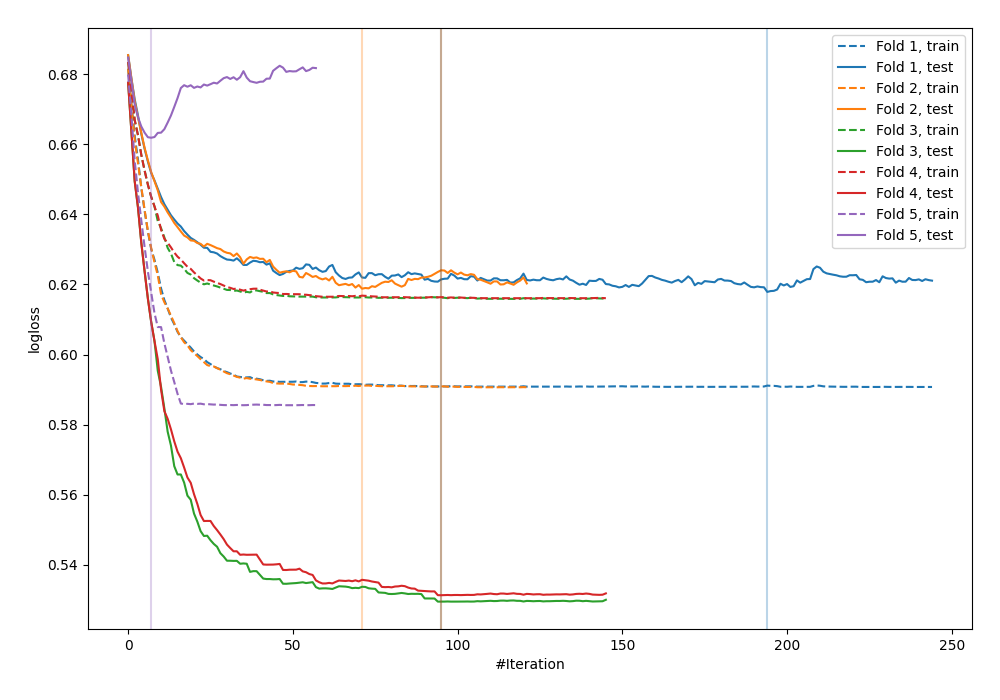 Fold 1, train
Fold 1, test
Fold 2, train
Fold 2, test
Fold 3, train
Fold 3, test
Fold 4, train
Fold 4, test
Fold 5, train
Fold 5, test
0.68
0.66
0.64
0.62
0.60
0.58
0.56
0.54
logloss
0 50 100 150 200 250
#Iteration